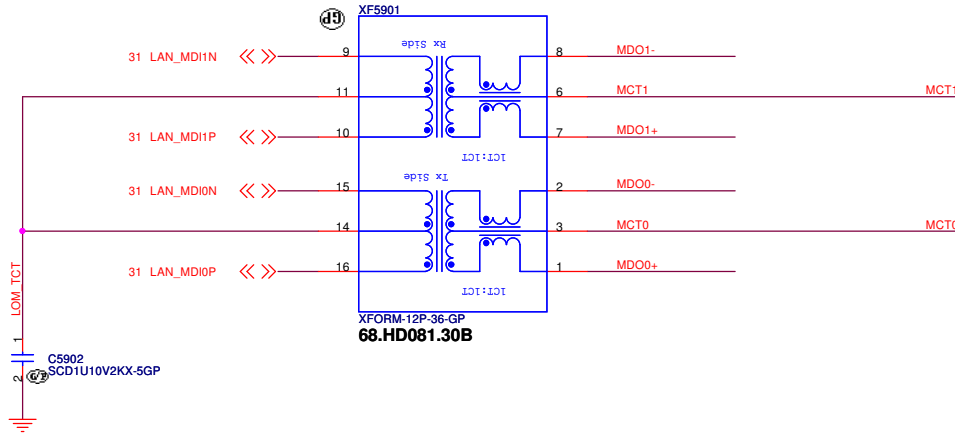 XF5901
GP
31 LAN_MDI1N
9
Rx Side
8
MDO1-
11
6
MCT1
MCT1
31 LAN_MDI1P
10
7
MDO1+
1CT:1CT
Tx Side
31 LAN_MDI0N
15
2
MDO0-
14
3
MCT0
MCT0
31 LAN_MDI0P
16
1
MDO0+
1CT:1CT
LOM_TCT
XFORM-12P-36-GP
68.HD081.30B
1
C5902
SCD1U10V2KX-5GP
2
G/P